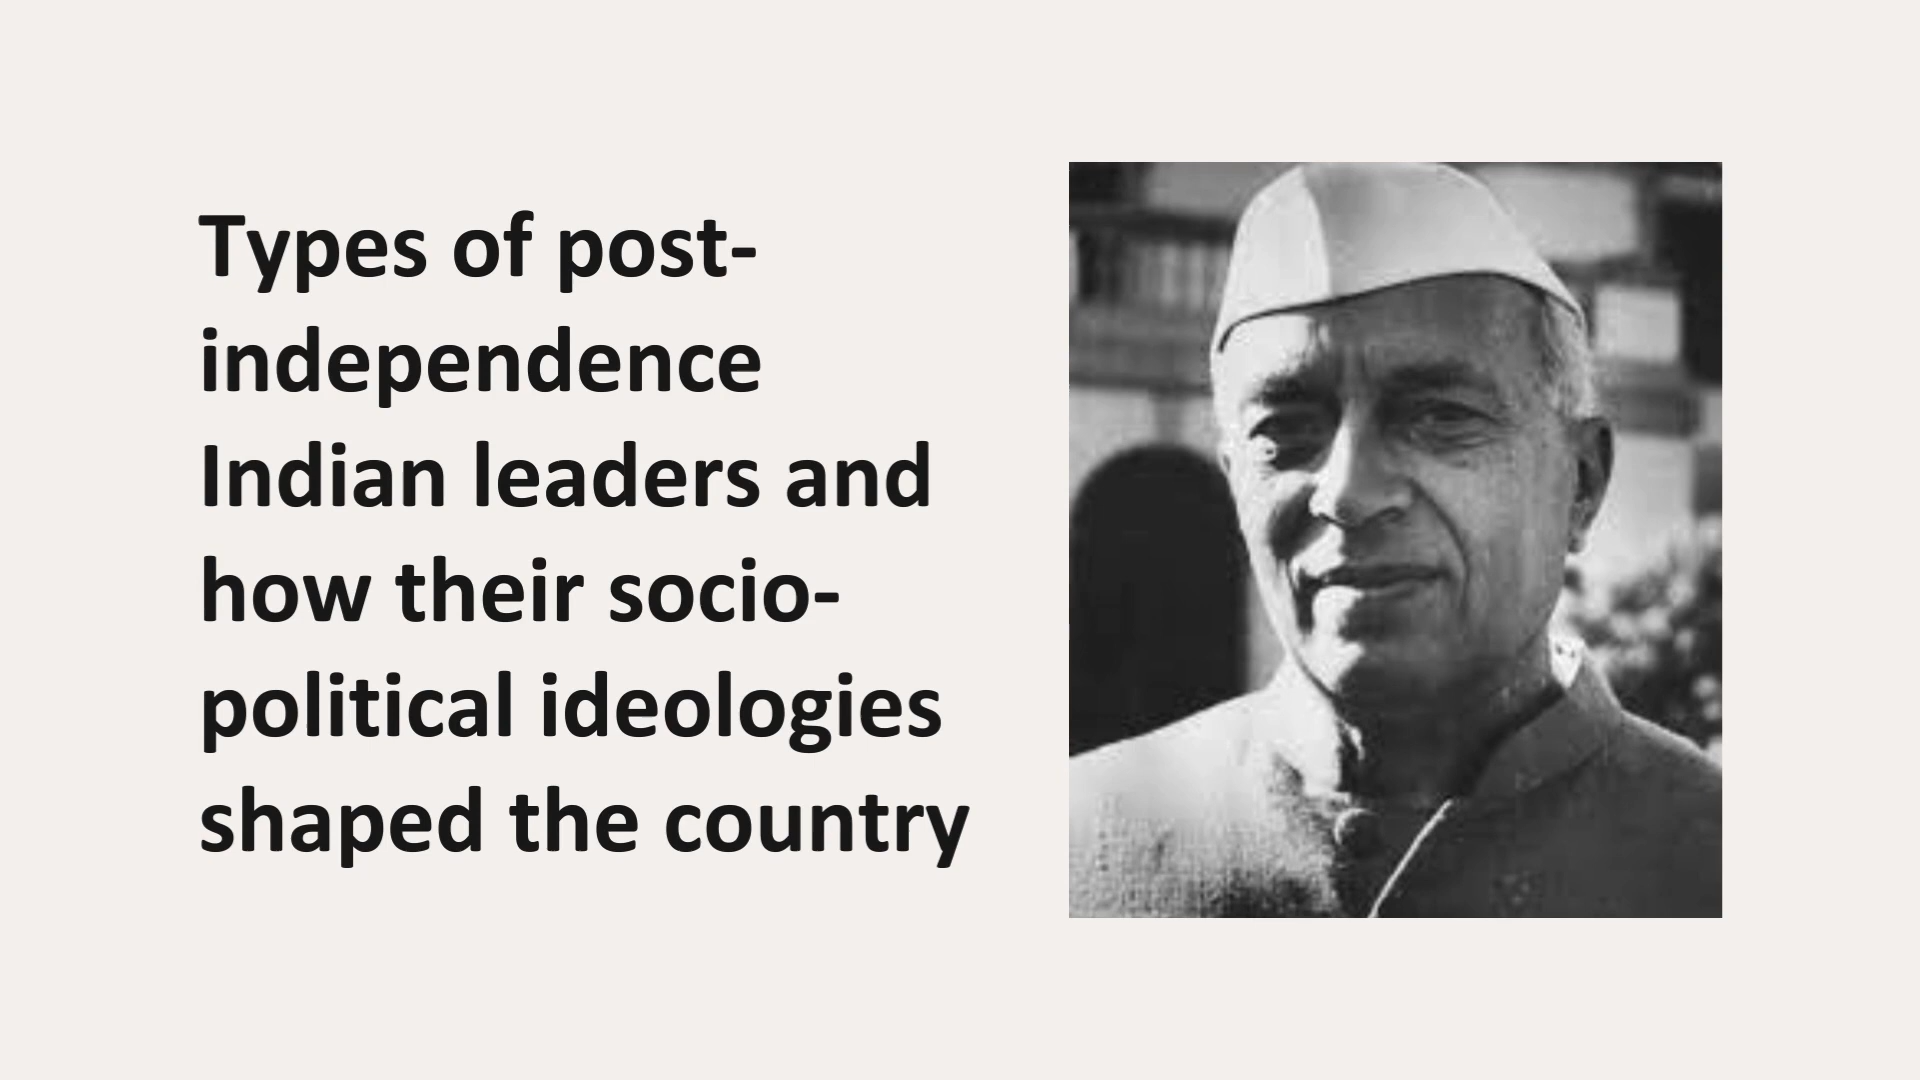 Types of post-
independence
Indian leaders and
how their socio-
political ideologies
shaped the country